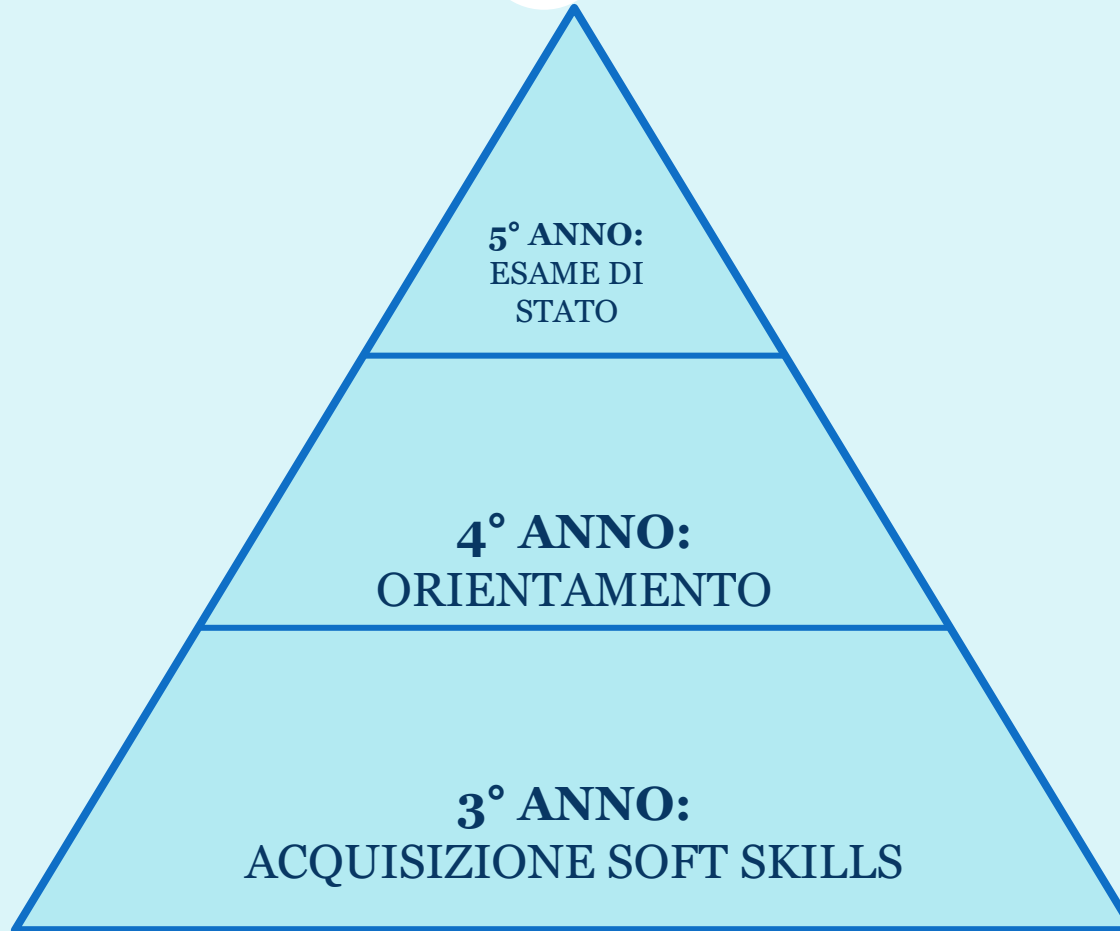 5° ANNO:
ESAME DI
STATO
4° ANNO:
ORIENTAMENTO
3° ANNO:
ACQUISIZIONE SOFT SKILLS